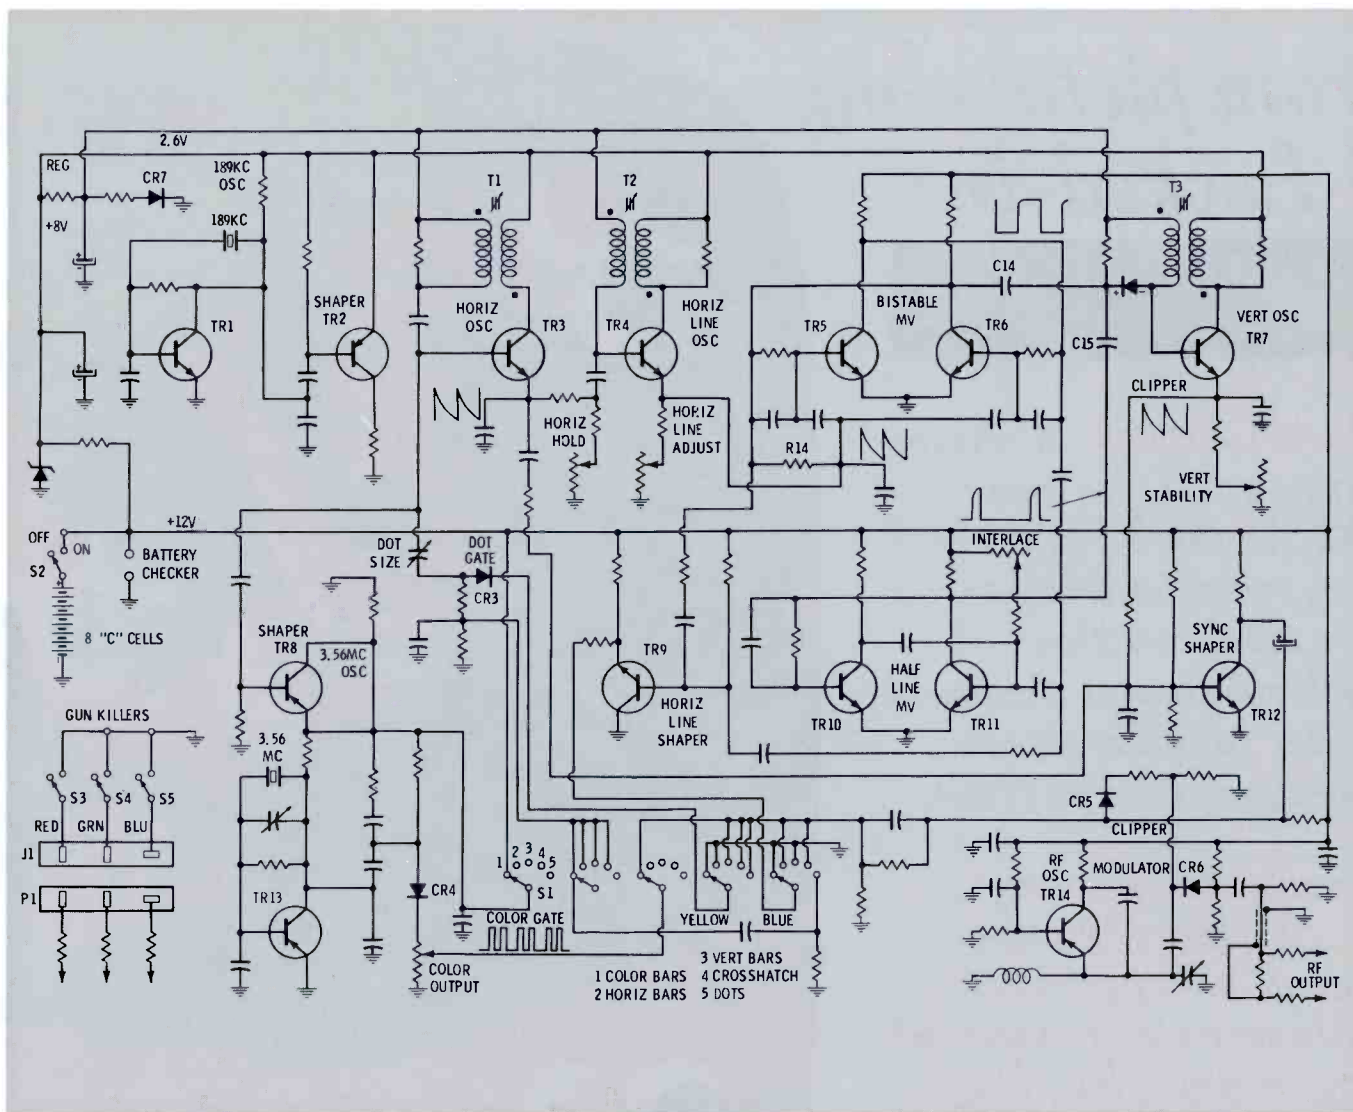 2.6V
REG
CR7
189KC
OSC
189KC
+8V
T1
T2
T3
SHAPER
TR2
TR1
HORIZ
OSC
TR3
TR4
HORIZ
LINE
OSC
TR5
BISTABLE
MV
C14
TR6
C15
VERT OSC
TR7
CLIPPER
HORIZ
HOLD
HORIZ
LINE
ADJUST
R14
VERT
STABILITY
+12V
OFF
ON
S2
BATTERY
CHECKER
8 "C" CELLS
DOT
SIZE
DOT
GATE
CR3
INTERLACE
SHAPER
TR8
3.56MC
OSC
TR9
HORIZ
LINE
SHAPER
TR10
HALF
LINE
MV
TR11
SYNC
SHAPER
TR12
GUN KILLERS
S3
S4
S5
RED
GRN
BLU
J1
P1
3.56
MC
TR13
CR4
COLOR
OUTPUT
1
2
3
4
5
S1
COLOR GATE
YELLOW
BLUE
1 COLOR BARS
2 HORIZ BARS
3 VERT BARS
4 CROSSHATCH
5 DOTS
CR5
CLIPPER
RF
OSC
TR14
MODULATOR
CR6
RF
OUTPUT